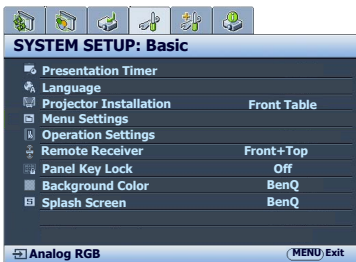 SYSTEM SETUP: Basic
Presentation Timer
Language
Projector Installation Front Table
Menu Settings
Operation Settings
Remote Receiver Front+Top
Panel Key Lock Off
Background Color BenQ
Splash Screen BenQ
Analog RGB MENU Exit